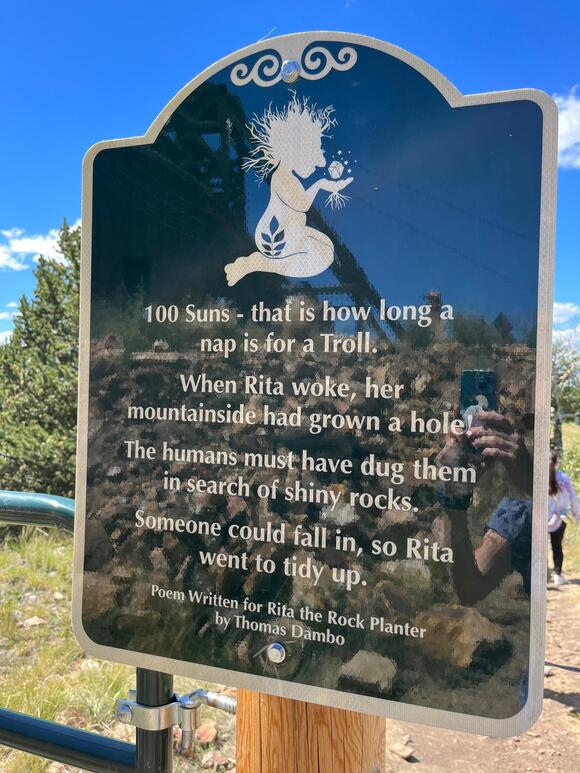 100 Suns - that is how long a
nap is for a Troll.
When Rita woke, her
mountainside had grown a hole!
The humans must have dug them
in search of shiny rocks.
Someone could fall in, so Rita
went to tidy up.
Poem Written for Rita the Rock Planter
by Thomas Dambo